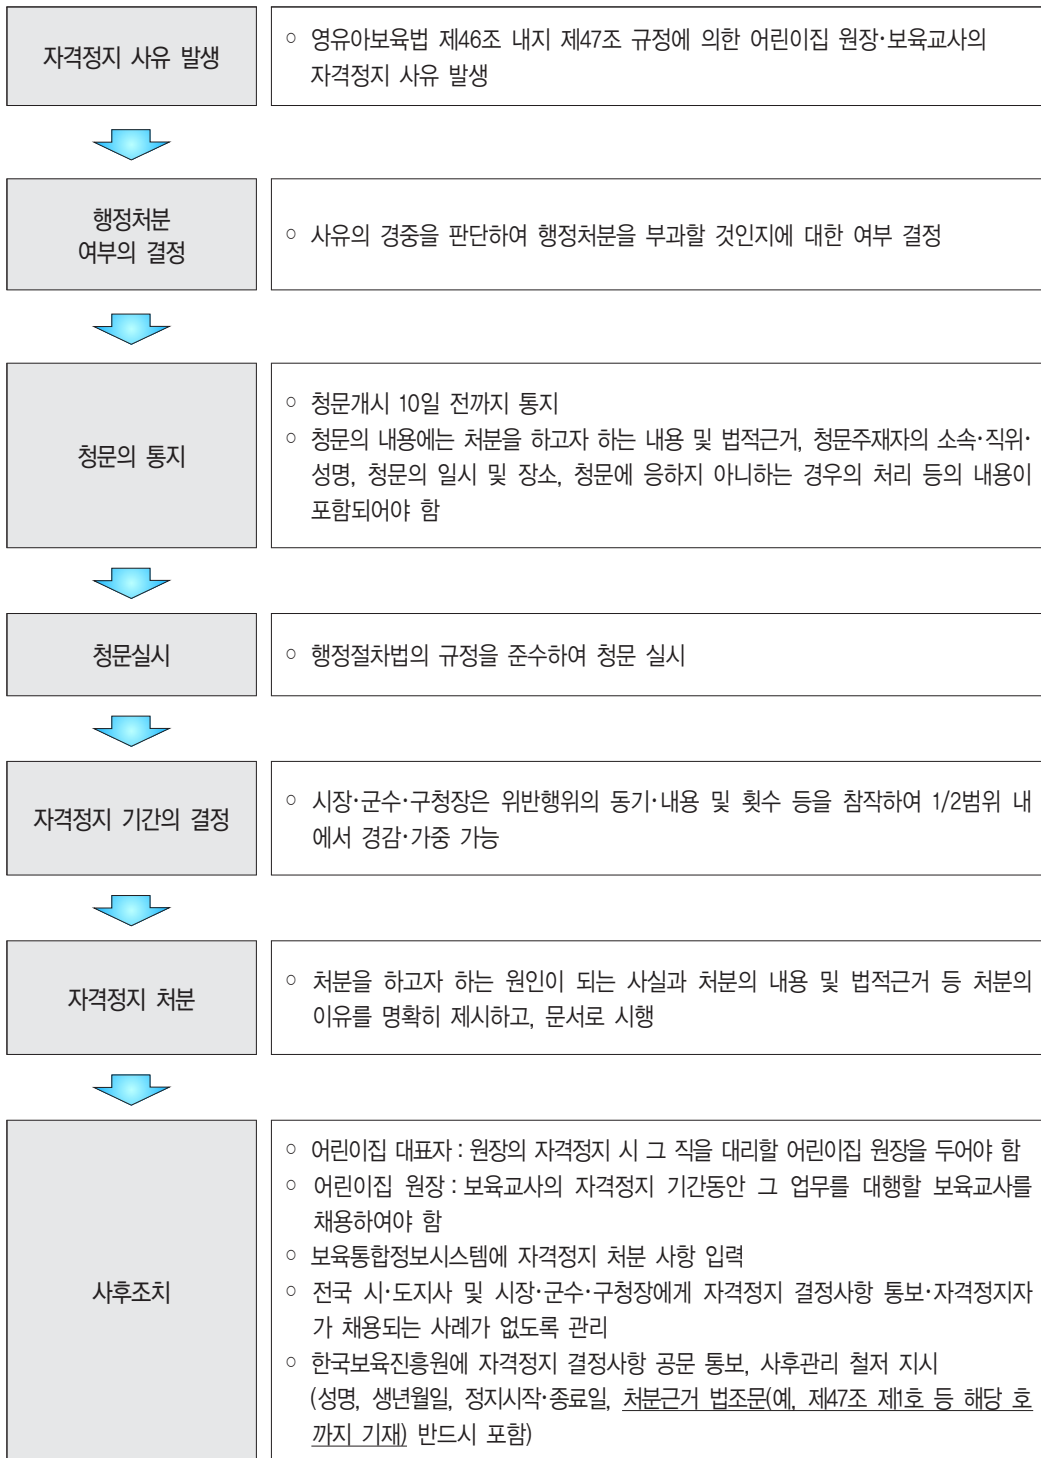 자격정지 사유 발생
○ 영유아보육법 제46조 내지 제47조 규정에 의한 어린이집 원장·보육교사의
자격정지 사유 발생
행정처분
여부의 결정
○ 사유의 경중을 판단하여 행정처분을 부과할 것인지에 대한 여부 결정
청문의 통지
○ 청문개시 10일 전까지 통지
○ 청문의 내용에는 처분을 하고자 하는 내용 및 법적근거, 청문주재자의 소속·직위·
성명, 청문의 일시 및 장소, 청문에 응하지 아니하는 경우의 처리 등의 내용이
포함되어야 함
청문실시
○ 행정절차법의 규정을 준수하여 청문 실시
자격정지 기간의 결정
○ 시장·군수·구청장은 위반행위의 동기·내용 및 횟수 등을 참작하여 1/2범위 내
에서 경감·가중 가능
자격정지 처분
○ 처분을 하고자 하는 원인이 되는 사실과 처분의 내용 및 법적근거 등 처분의
이유를 명확히 제시하고, 문서로 시행
사후조치
○ 어린이집 대표자 : 원장의 자격정지 시 그 직을 대리할 어린이집 원장을 두어야 함
○ 어린이집 원장 : 보육교사의 자격정지 기간동안 그 업무를 대행할 보육교사를
채용하여야 함
○ 보육통합정보시스템에 자격정지 처분 사항 입력
○ 전국 시·도지사 및 시장·군수·구청장에게 자격정지 결정사항 통보·자격정지자
가 채용되는 사례가 없도록 관리
○ 한국보육진흥원에 자격정지 결정사항 공문 통보, 사후관리 철저 지시
(성명, 생년월일, 정지시작·종료일, 처분근거 법조문(예, 제47조 제1호 등 해당 호
까지 기재) 반드시 포함)